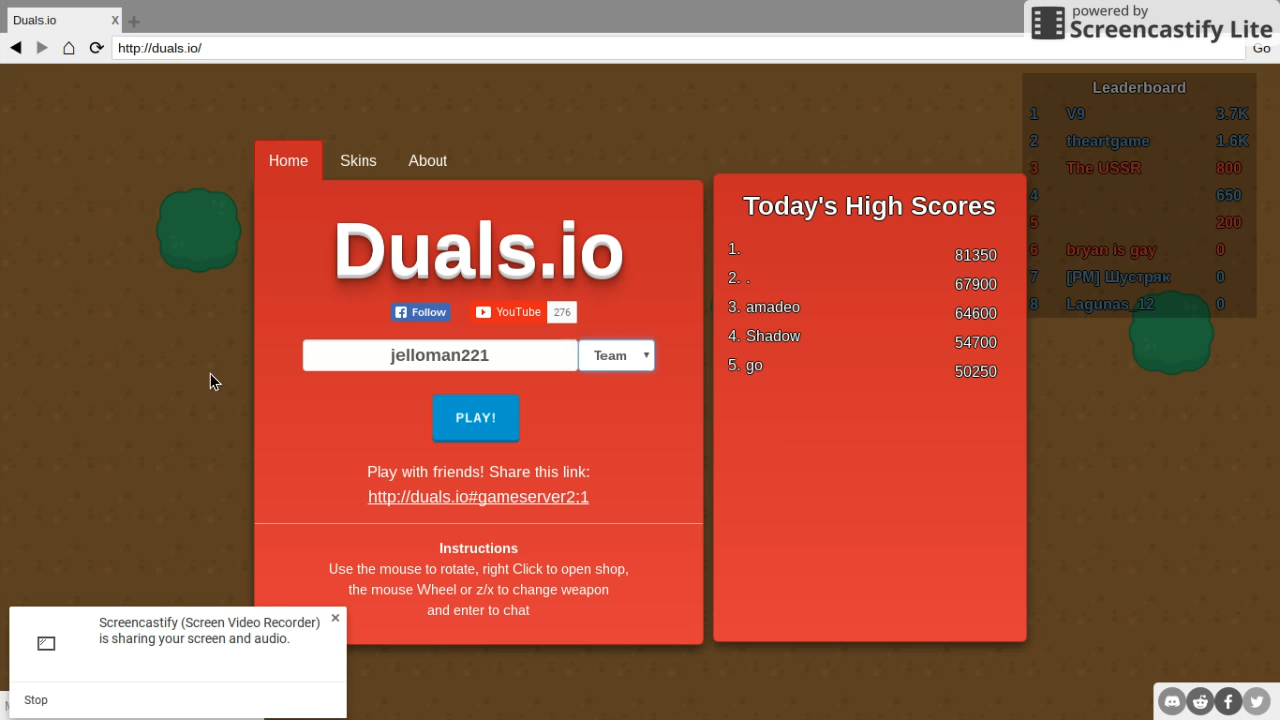 Duals.io X
powered by
Screencastify Lite
http://duals.io/
Go
Leaderboard
1 V9 3.7K
2 theartgame 1.6K
3 The USSR 800
4 650
5 200
6 bryan is gay 0
7 [PM] Шустряк 0
8 Lagunas_12 0
Home Skins About
Duals.io
Follow YouTube 276
jelloman221 Team
PLAY!
Play with friends! Share this link:
http://duals.io#gameserver2:1
Instructions
Use the mouse to rotate, right Click to open shop,
the mouse Wheel or z/x to change weapon
and enter to chat
Today's High Scores
1. 81350
2. . 67900
3. amadeo 64600
4. Shadow 54700
5. go 50250
Screencastify (Screen Video Recorder)
is sharing your screen and audio.
Stop